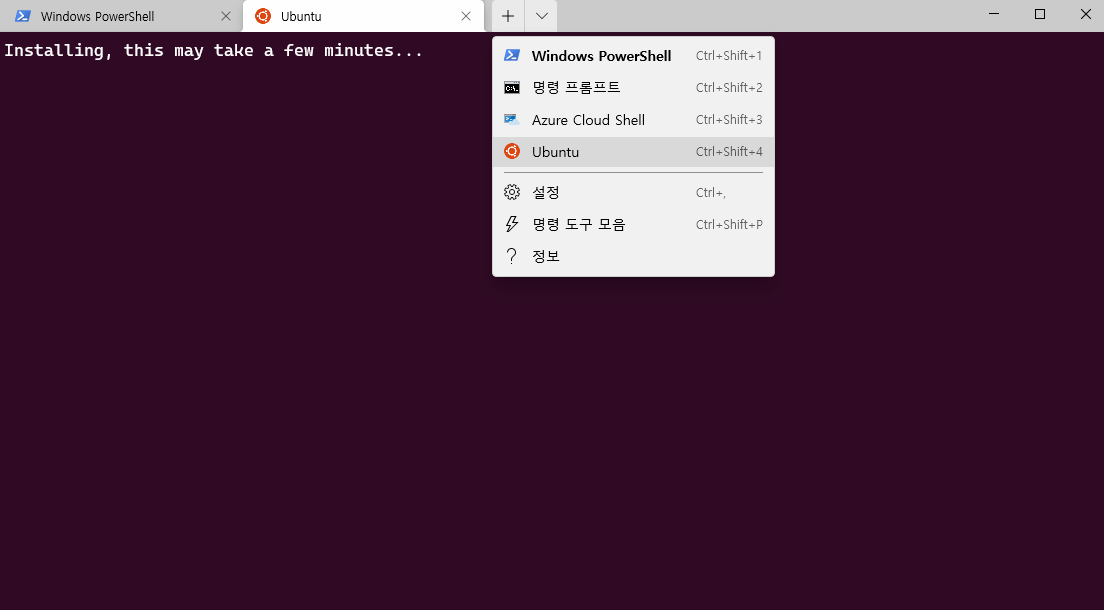 Windows PowerShell
Ubuntu
Installing, this may take a few minutes...
Windows PowerShell Ctrl+Shift+1
명령 프롬프트 Ctrl+Shift+2
Azure Cloud Shell Ctrl+Shift+3
Ubuntu Ctrl+Shift+4
설정 Ctrl+,
명령 도구 모음 Ctrl+Shift+P
정보